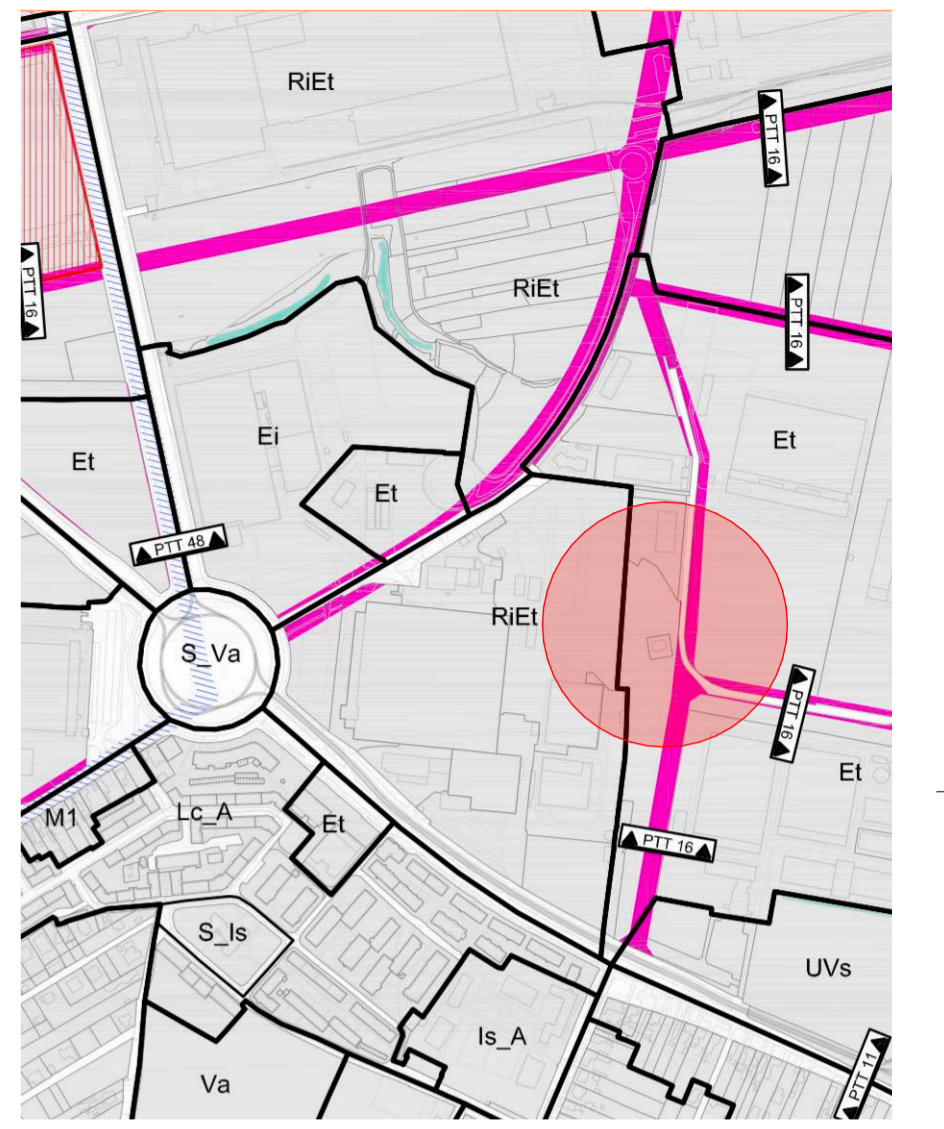 RiEt
PTT 16
PTT 16
RiEt
PTT 16
Ei
Et
Et
Et
PTT 48
RiEt
S_Va
PTT 16
Et
M1
Lc_A
Et
PTT 16
S_Is
UVs
Is_A
Va
PTT 11